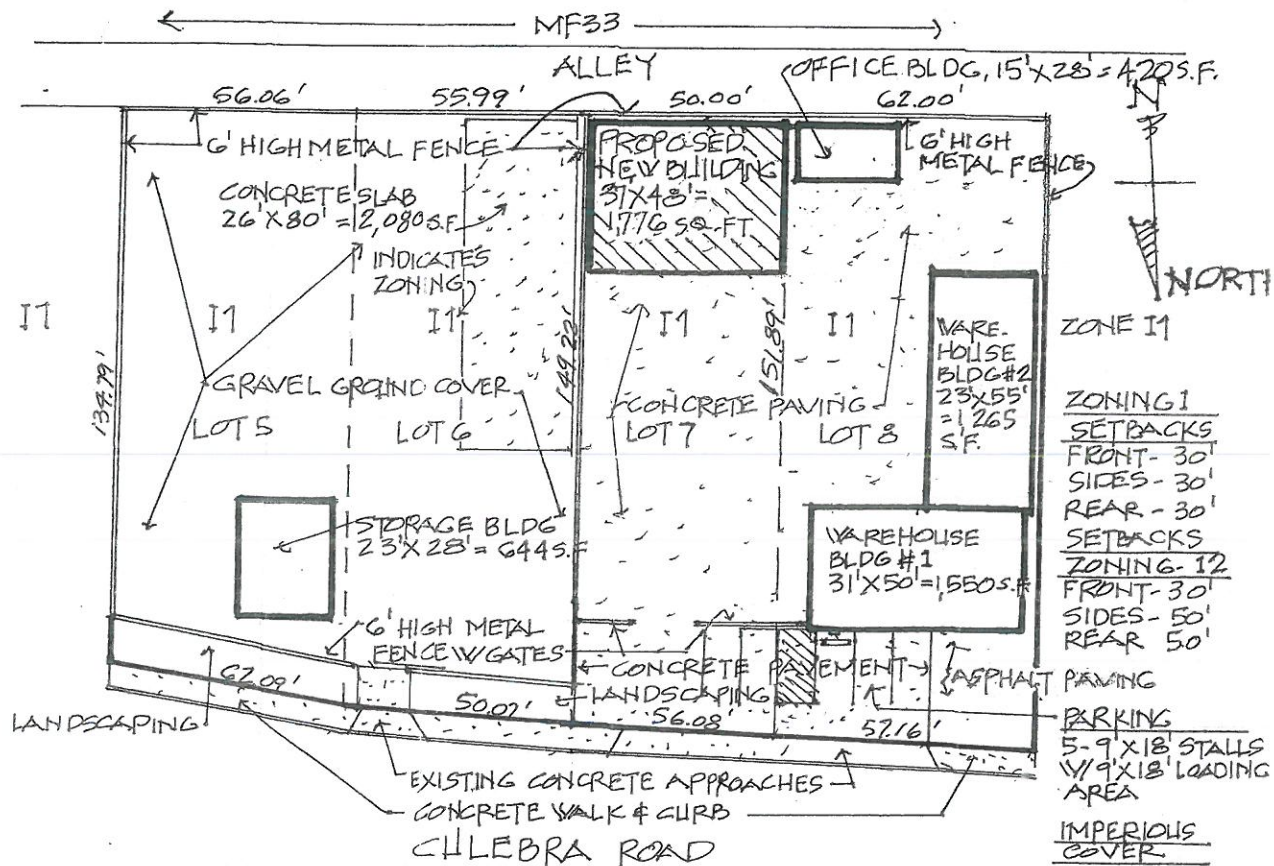 MF33
ALLEY
OFFICE BLDG, 15'X28'= 420 S.F.
56.06'
55.99'
50.00'
62.00'
N
6' HIGH METAL FENCE
PROPOSED
NEW BUILDING
37X48'=
1,776 SQ. FT
6' HIGH
METAL FENCE
CONCRETE SLAB
26'X80' = 2,080 S.F.
INDICATES
ZONING
NORTH
I1
I1
I1
I1
I1
ZONE I1
139.79'
149.22'
151.89'
WARE-
HOUSE
BLDG#2
23'X55'
=1265
S.F.
GRAVEL GROUND COVER
CONCRETE PAVING
LOT 5
LOT 6
LOT 7
LOT 8
ZONING1
SETBACKS
FRONT- 30'
SIDES- 30'
REAR - 30'
SETBACKS
ZONING- 12
FRONT-30'
SIDES- 50'
REAR 50'
STORAGE BLDG
23'X28'= 644 S.F
WAREHOUSE
BLDG #1
31'X50'=1,550 S.F.
6' HIGH METAL
FENCE W/GATES
CONCRETE PAVEMENT
ASPHALT PAVING
62.09'
50.07'
LANDSCAPING
56.08'
57.16'
LANDSCAPING
PARKING
5-9'X18' STALLS
W/9'X18' LOADING
AREA
EXISTING CONCRETE APPROACHES
CONCRETE WALK & CURB
CULEBRA ROAD
IMPERIOUS
COVER